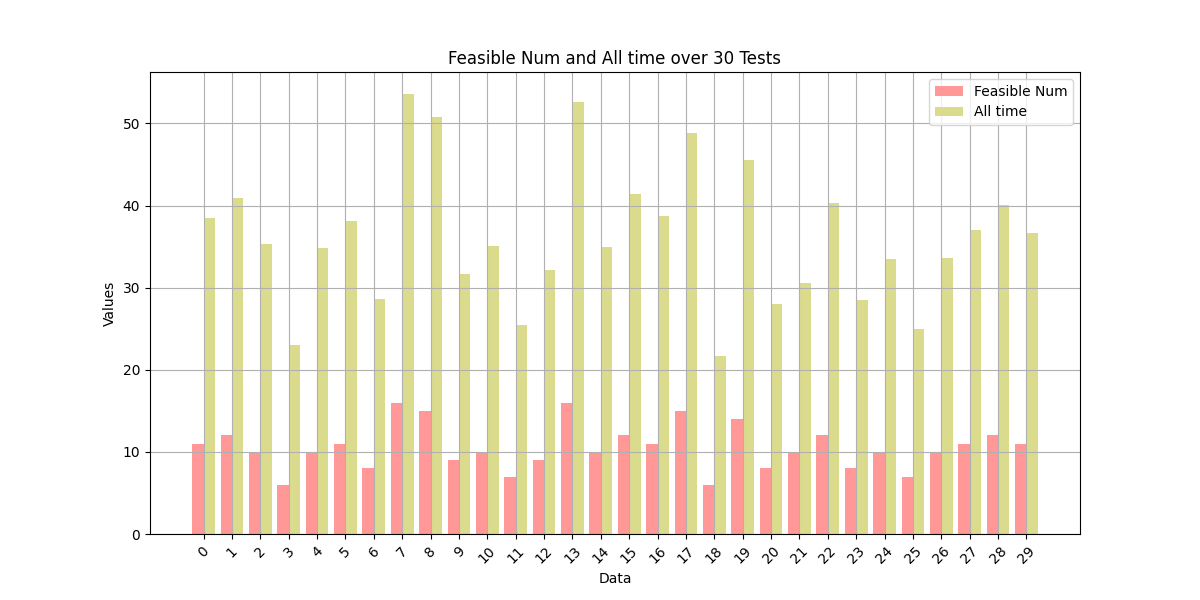 Feasible Num and All time over 30 Tests
Feasible Num
All time
Values
50
40
30
20
10
0
0 1 2 3 4 5 6 7 8 9 10 11 12 13 14 15 16 17 18 19 20 21 22 23 24 25 26 27 28 29
Data